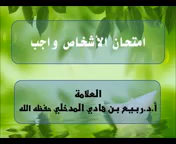 امتحان الأشخاص واجب
العلامة
أ.د.ربيع بن هادي المدخلي حفظه الله